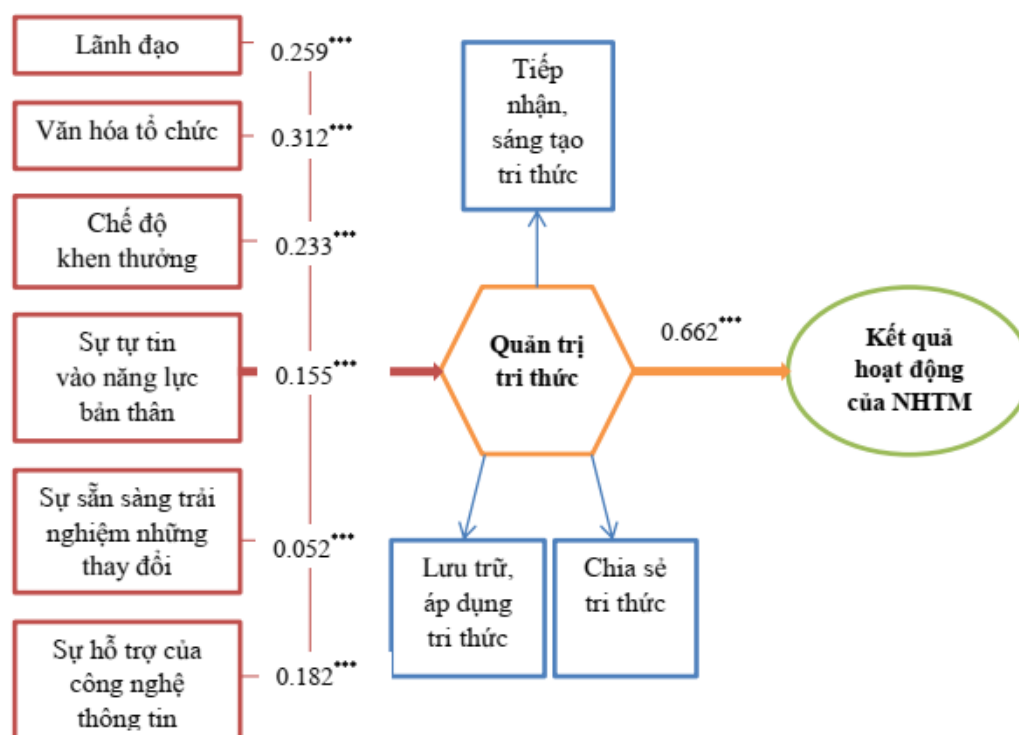 Lãnh đạo
0.259***
Văn hóa tổ chức
0.312***
Chế độ
khen thưởng
0.233***
Sự tự tin
vào năng lực
bản thân
0.155***
Sự sẵn sàng trải
nghiệm những
thay đổi
0.052***
Sự hỗ trợ của
công nghệ
thông tin
0.182***
Tiếp
nhận,
sáng tạo
tri thức
Quản trị
tri thức
0.662***
Kết quả
hoạt động
của NHTM
Lưu trữ,
áp dụng
tri thức
Chia sẻ
tri thức